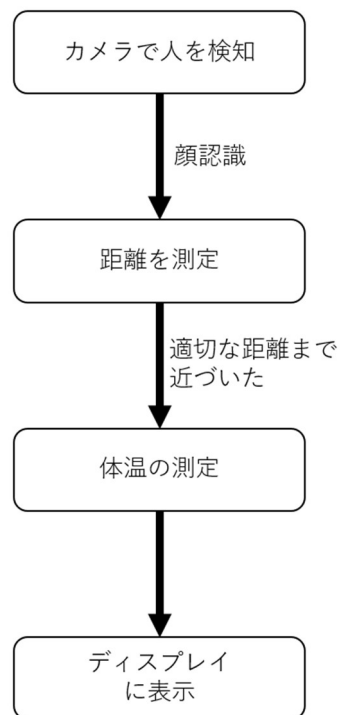 カメラで人を検知
顔認識
距離を測定
適切な距離まで
近づいた
体温の測定
ディスプレイ
に表示